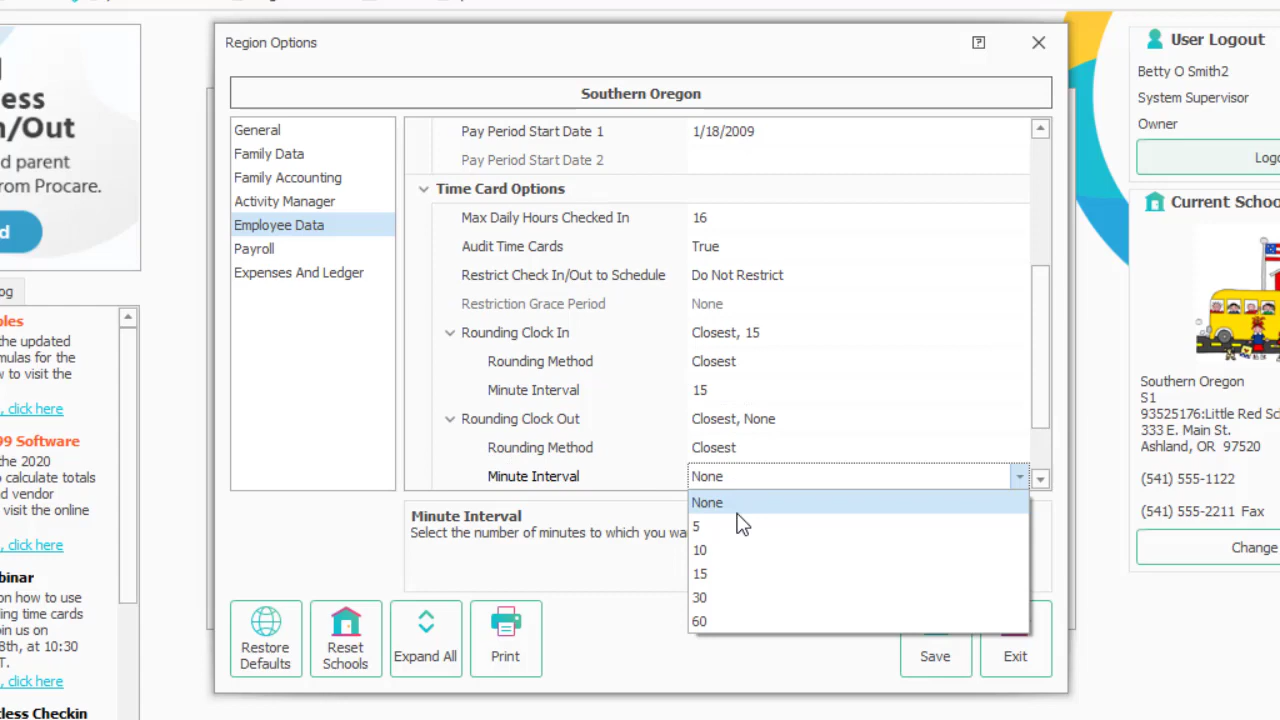 ess
n/Out
d parent
rom Procare.
d
og
ples
the updated
mulas for the
w to visit the
, click here
99 Software
the 2020
o calculate totals
d vendor
visit the online
, click here
binar
on how to use
ing time cards
oin us on
8th, at 10:30
T.
, click here
tless Checkin
Region Options
Southern Oregon
General
Family Data
Family Accounting
Activity Manager
Employee Data
Payroll
Expenses And Ledger
Pay Period Start Date 1 1/18/2009
Pay Period Start Date 2
Time Card Options
Max Daily Hours Checked In 16
Audit Time Cards True
Restrict Check In/Out to Schedule Do Not Restrict
Restriction Grace Period None
Rounding Clock In Closest, 15
Rounding Method Closest
Minute Interval 15
Rounding Clock Out Closest, None
Rounding Method Closest
Minute Interval None
None
5
10
15
30
60
Minute Interval
Select the number of minutes to which you wa
Restore Defaults
Reset Schools
Expand All
Print
Save
Exit
User Logout
Betty O Smith2
System Supervisor
Owner
Logo
Current Schoo
Southern Oregon
S1
93525176:Little Red Sc
333 E. Main St.
Ashland, OR 97520
(541) 555-1122
(541) 555-2211 Fax
Change